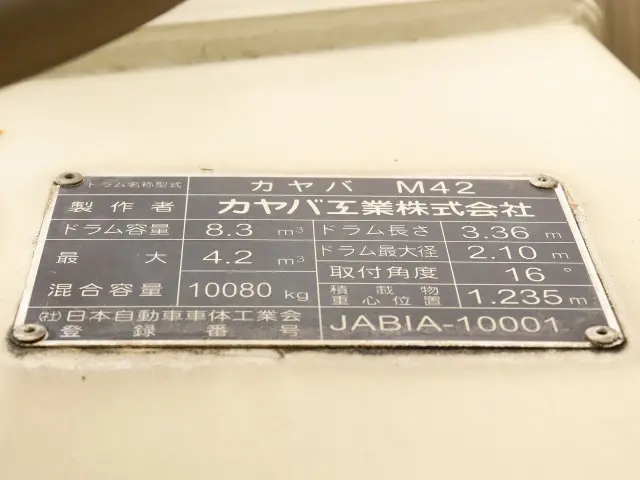 ドラム名称型式 カヤバ M42
製作者 カヤバ工業株式会社
ドラム容量 8.3 m³ ドラム長さ 3.36 m
最大 4.2 m³ ドラム最大径 2.10 m
混合容量 10080 kg 取付角度 16°
積載物
重心位置 1.235 m
(社)日本自動車車体工業会
登録番号 JABIA-10001